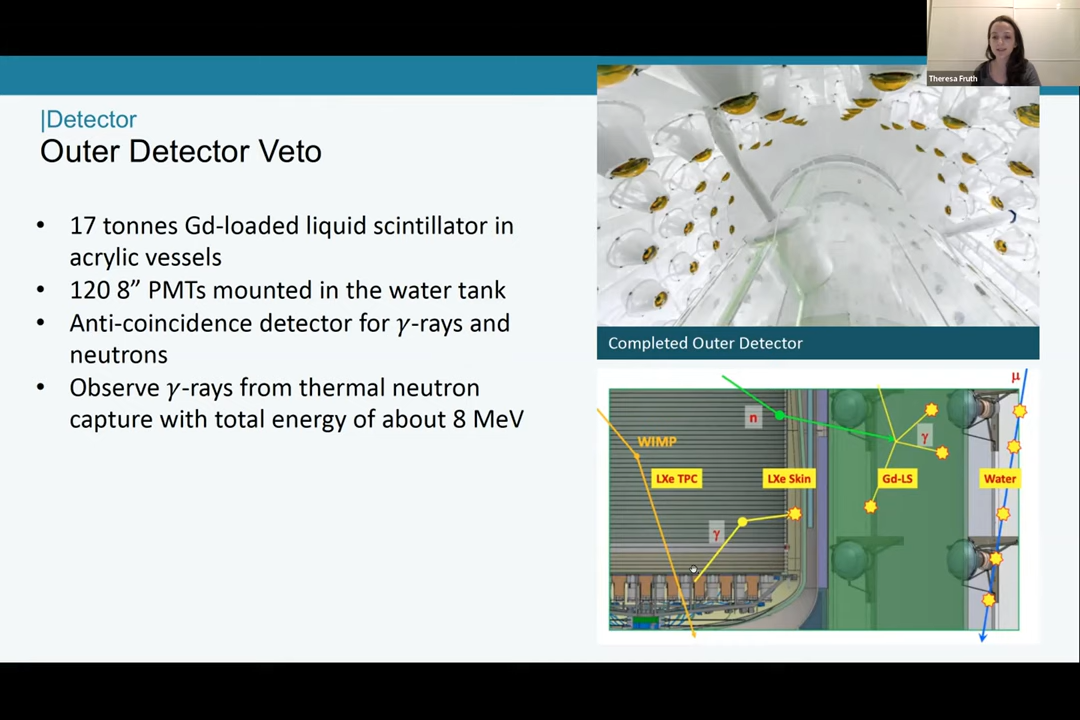 Theresa Fruth
|Detector
Outer Detector Veto
• 17 tonnes Gd-loaded liquid scintillator in
acrylic vessels
• 120 8” PMTs mounted in the water tank
• Anti-coincidence detector for γ-rays and
neutrons
• Observe γ-rays from thermal neutron
capture with total energy of about 8 MeV
Completed Outer Detector
μ
n
γ
WIMP
LXe TPC
LXe Skin
Gd-LS
Water
γ